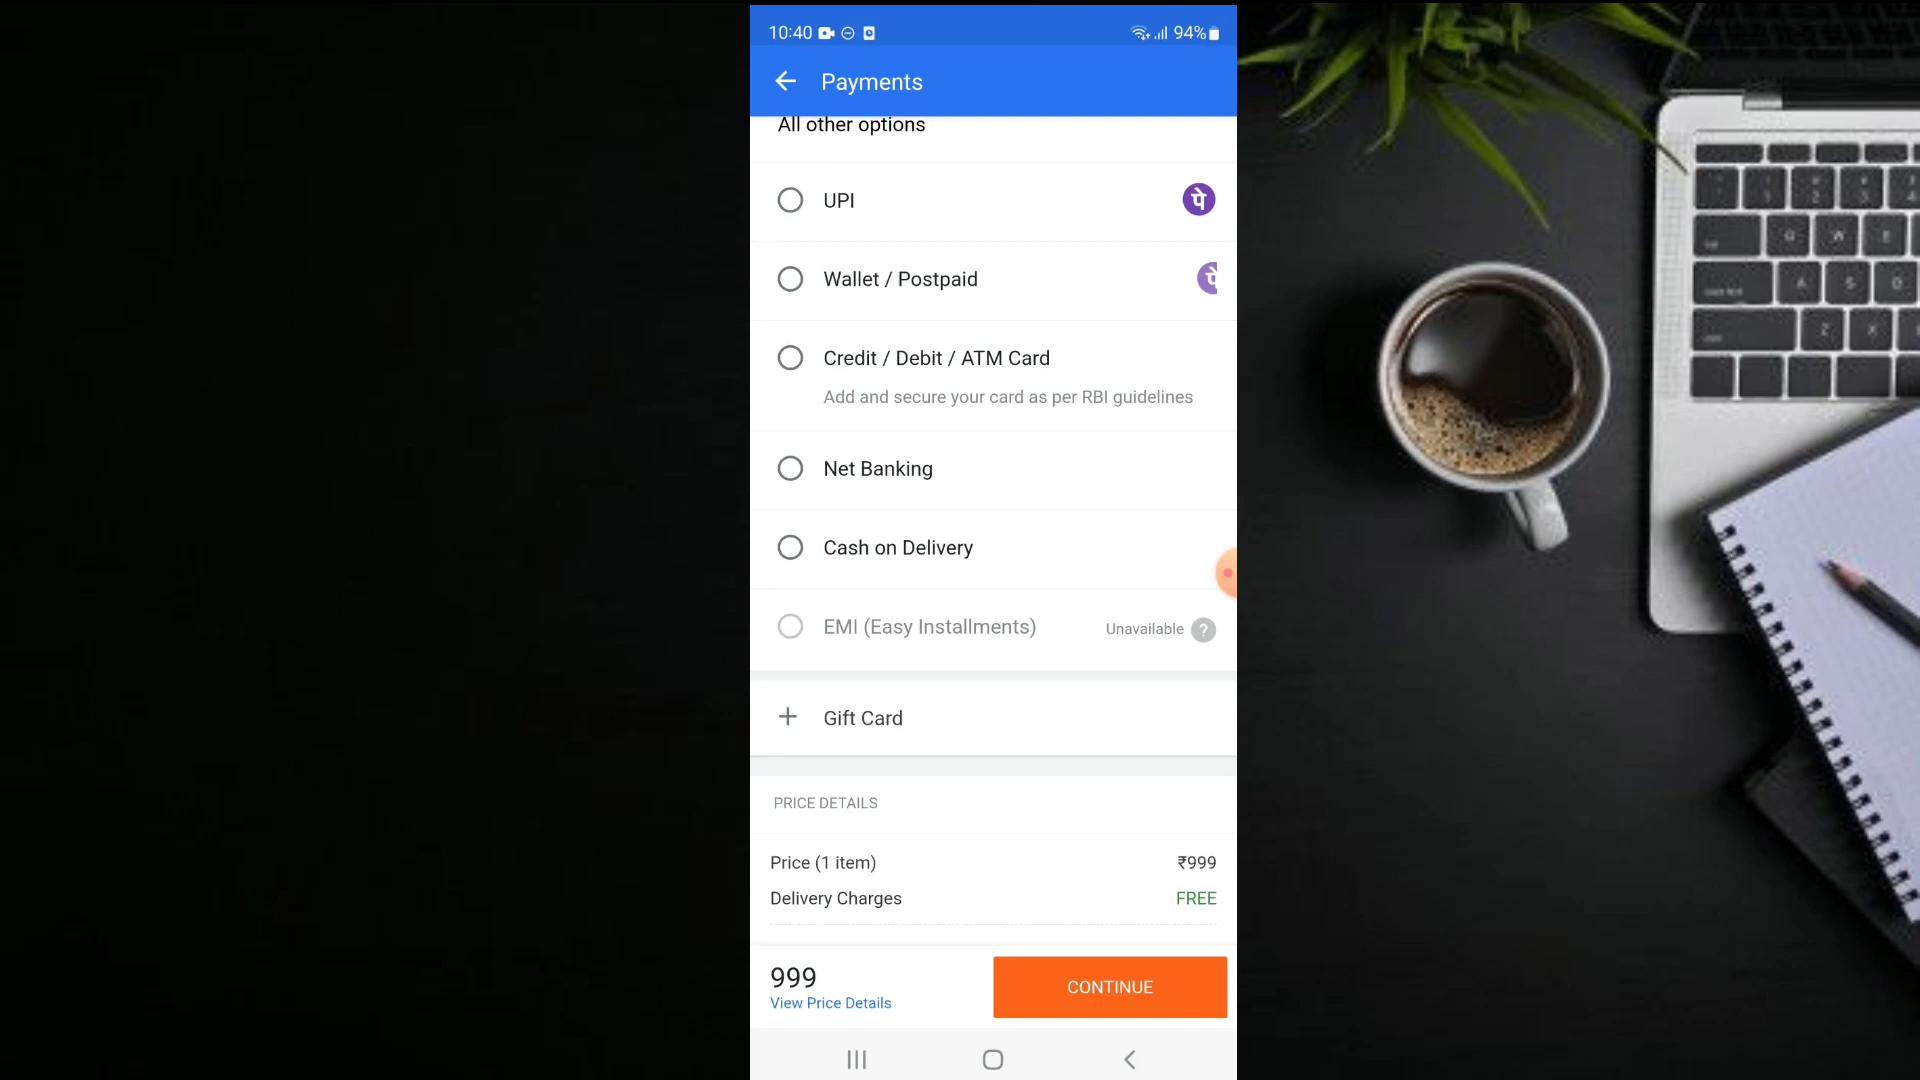 10:40
94%
Payments
All other options
UPI
पे
Wallet / Postpaid
Credit / Debit / ATM Card
Add and secure your card as per RBI guidelines
Net Banking
Cash on Delivery
EMI (Easy Installments)
Unavailable ?
+ Gift Card
PRICE DETAILS
Price (1 item) ₹999
Delivery Charges FREE
999
View Price Details
CONTINUE
Q W E
A S D
Z X